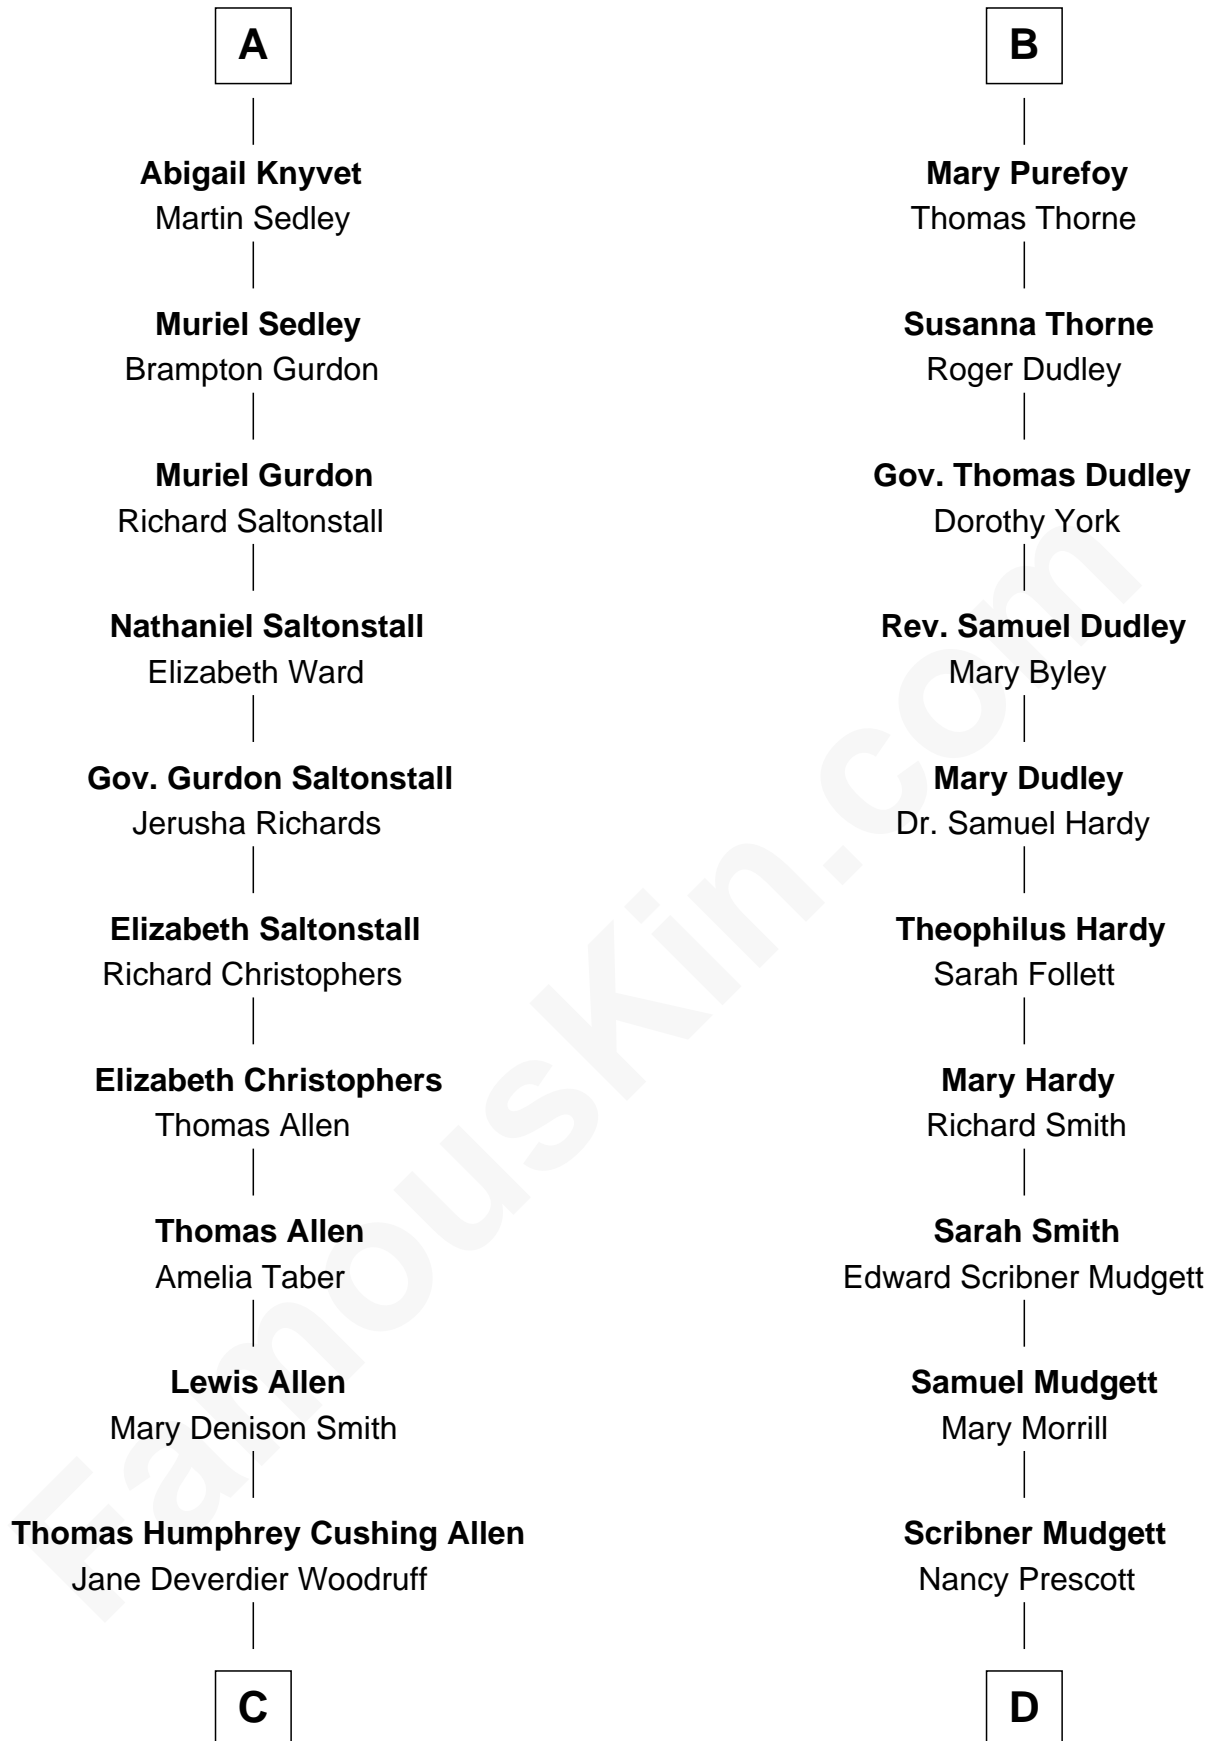 A
Abigail Knyvet
Martin Sedley
Muriel Sedley
Brampton Gurdon
Muriel Gurdon
Richard Saltonstall
Nathaniel Saltonstall
Elizabeth Ward
Gov. Gurdon Saltonstall
Jerusha Richards
Elizabeth Saltonstall
Richard Christophers
Elizabeth Christophers
Thomas Allen
Thomas Allen
Amelia Taber
Lewis Allen
Mary Denison Smith
Thomas Humphrey Cushing Allen
Jane Deverdier Woodruff
C
B
Mary Purefoy
Thomas Thorne
Susanna Thorne
Roger Dudley
Gov. Thomas Dudley
Dorothy York
Rev. Samuel Dudley
Mary Byley
Mary Dudley
Dr. Samuel Hardy
Theophilus Hardy
Sarah Follett
Mary Hardy
Richard Smith
Sarah Smith
Edward Scribner Mudgett
Samuel Mudgett
Mary Morrill
Scribner Mudgett
Nancy Prescott
D
FamousKin.com